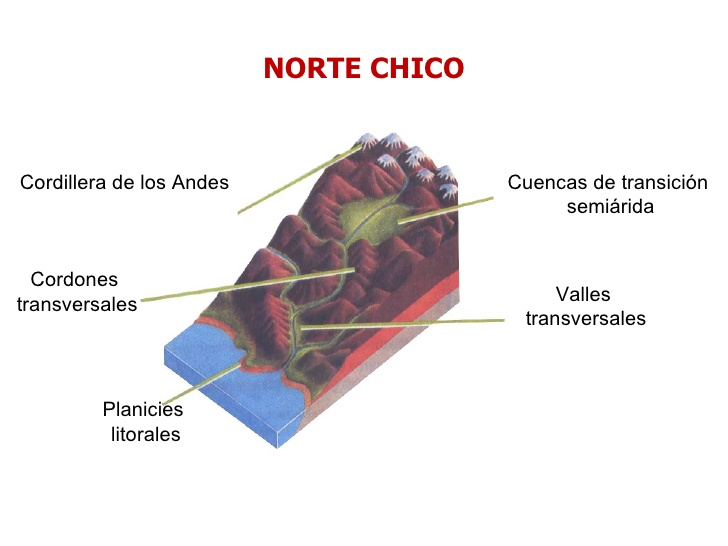 NORTE CHICO
Cordillera de los Andes
Cuencas de transición
semiárida
Cordones
transversales
Valles
transversales
Planicies
litorales